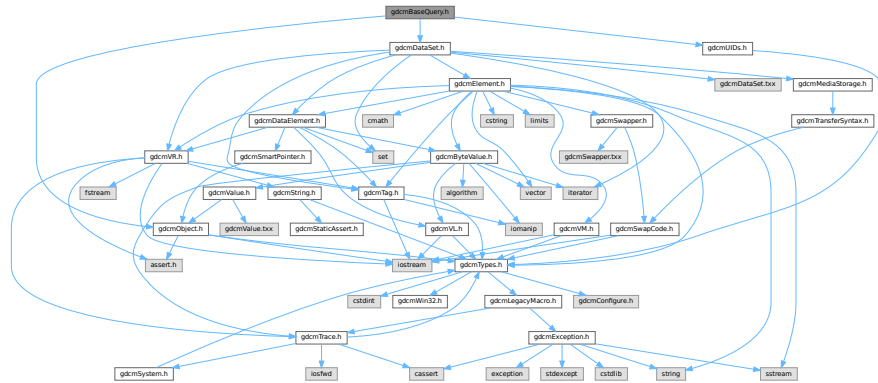 gdcmBaseQuery.h
gdcmDataSet.h
gdcmUIDs.h
gdcmElement.h
gdcmDataSet.txx
gdcmMediaStorage.h
gdcmDataElement.h
cmath
cstring
limits
gdcmSwapper.h
gdcmTransferSyntax.h
gdcmVR.h
gdcmSmartPointer.h
set
gdcmByteValue.h
gdcmSwapper.txx
fstream
gdcmValue.h
gdcmString.h
gdcmTag.h
algorithm
vector
iterator
gdcmObject.h
gdcmValue.txx
gdcmStaticAssert.h
gdcmVL.h
iomanip
gdcmVM.h
gdcmSwapCode.h
assert.h
iostream
gdcmTypes.h
cstdint
gdcmWin32.h
gdcmLegacyMacro.h
gdcmConfigure.h
gdcmTrace.h
gdcmException.h
gdcmSystem.h
iosfwd
cassert
exception
stdexcept
cstdlib
string
sstream